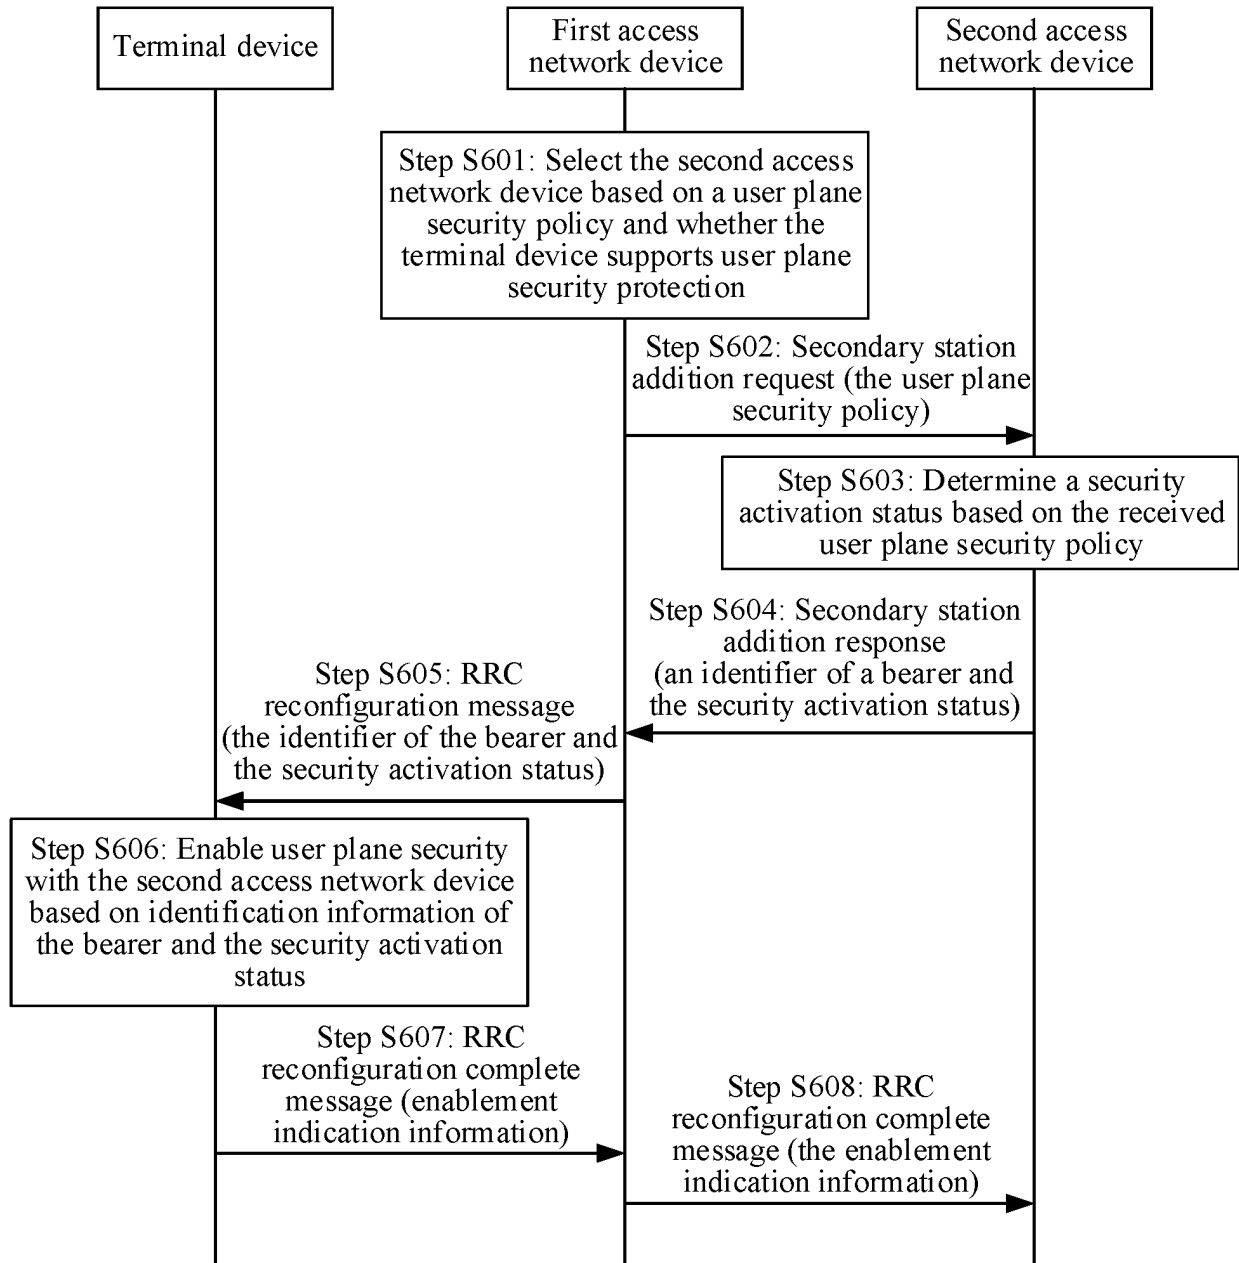 Terminal device
First access
network device
Second access
network device
Step S601: Select the second access
network device based on a user plane
security policy and whether the
terminal device supports user plane
security protection
Step S602: Secondary station
addition request (the user plane
security policy)
Step S603: Determine a security
activation status based on the received
user plane security policy
Step S604: Secondary station
addition response
(an identifier of a bearer and
the security activation status)
Step S605: RRC
reconfiguration message
(the identifier of the bearer and
the security activation status)
Step S606: Enable user plane security
with the second access network device
based on identification information of
the bearer and the security activation
status
Step S607: RRC
reconfiguration complete
message (enablement
indication information)
Step S608: RRC
reconfiguration complete
message (the enablement
indication information)